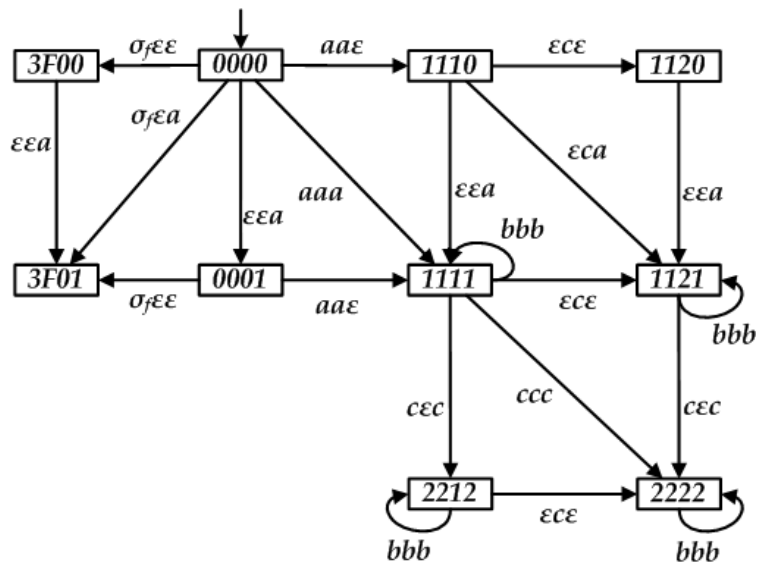 3F00 σfεε 0000 aaε 1110 εcε 1120
εεa σfεa aaa εεa εεa εca εεa
bbb
3F01 σfεε 0001 aaε 1111 εcε 1121
bbb
cεc ccc cεc
2212 εcε 2222
bbb bbb